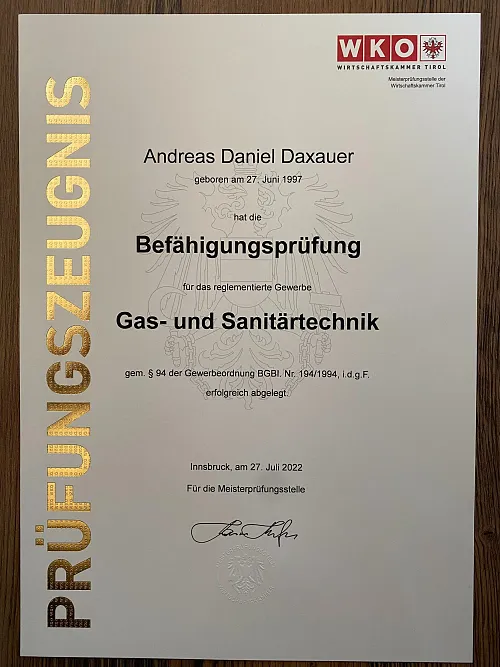 WKO
WIRTSCHAFTSKAMMER TIROL
Meisterprüfungsstelle der
Wirtschaftskammer Tirol
PRÜFUNGSZEUGNIS
Andreas Daniel Daxauer
geboren am 27. Juni 1997
hat die
Befähigungsprüfung
für das reglementierte Gewerbe
Gas- und Sanitärtechnik
gem. § 94 der Gewerbeordnung BGBl. Nr. 194/1994, i.d.g.F.
erfolgreich abgelegt.
Innsbruck, am 27. Juli 2022
Für die Meisterprüfungsstelle